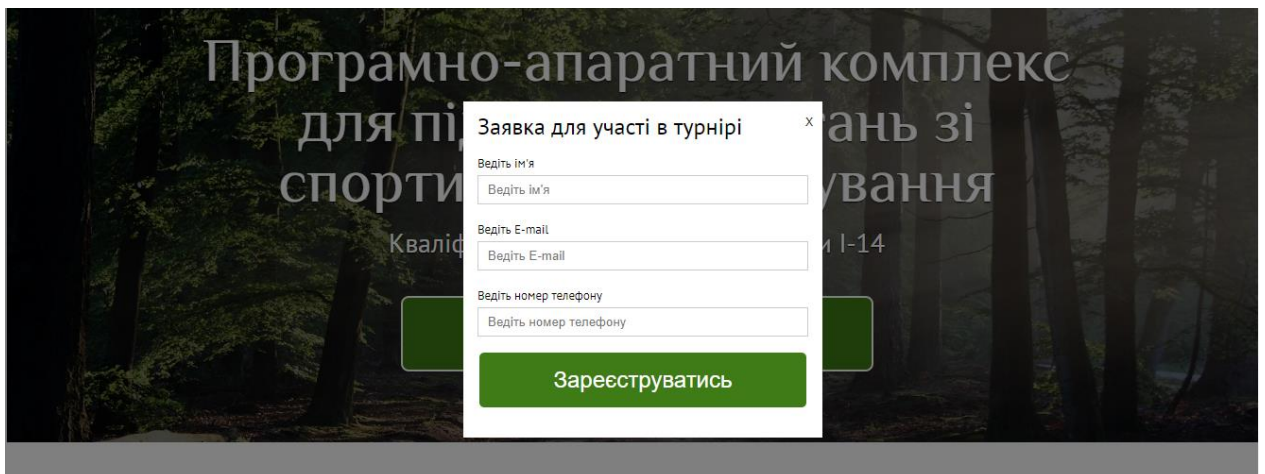 Програмно-апаратний комплекс
для пі
ань зі
спорти
ування
Кваліф
и І-14
Заявка для участі в турнірі
x
Ведіть ім'я
Ведіть ім'я
Ведіть E-mail
Ведіть E-mail
Ведіть номер телефону
Ведіть номер телефону
Зареєструватись